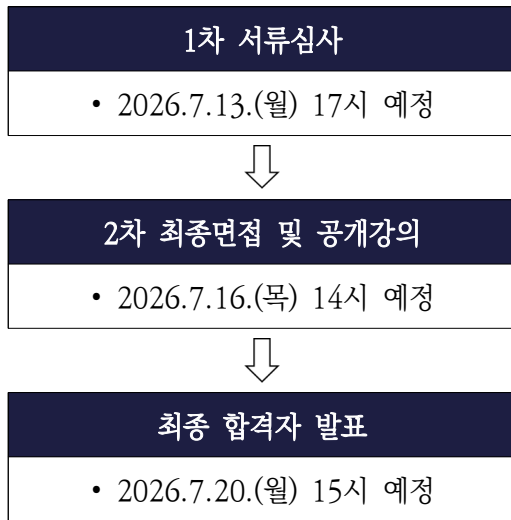 1차 서류심사
• 2026.7.13.(월) 17시 예정
2차 최종면접 및 공개강의
• 2026.7.16.(목) 14시 예정
최종 합격자 발표
• 2026.7.20.(월) 15시 예정